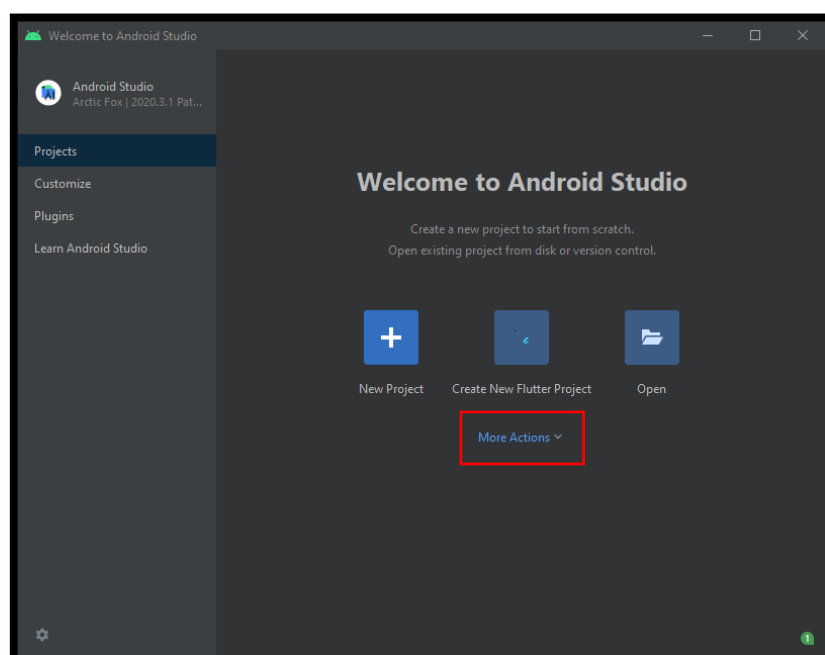 Welcome to Android Studio
Android Studio
Arctic Fox | 2020.3.1 Pat...
Projects
Customize
Plugins
Learn Android Studio
Welcome to Android Studio
Create a new project to start from scratch.
Open existing project from disk or version control.
New Project
Create New Flutter Project
Open
More Actions
1